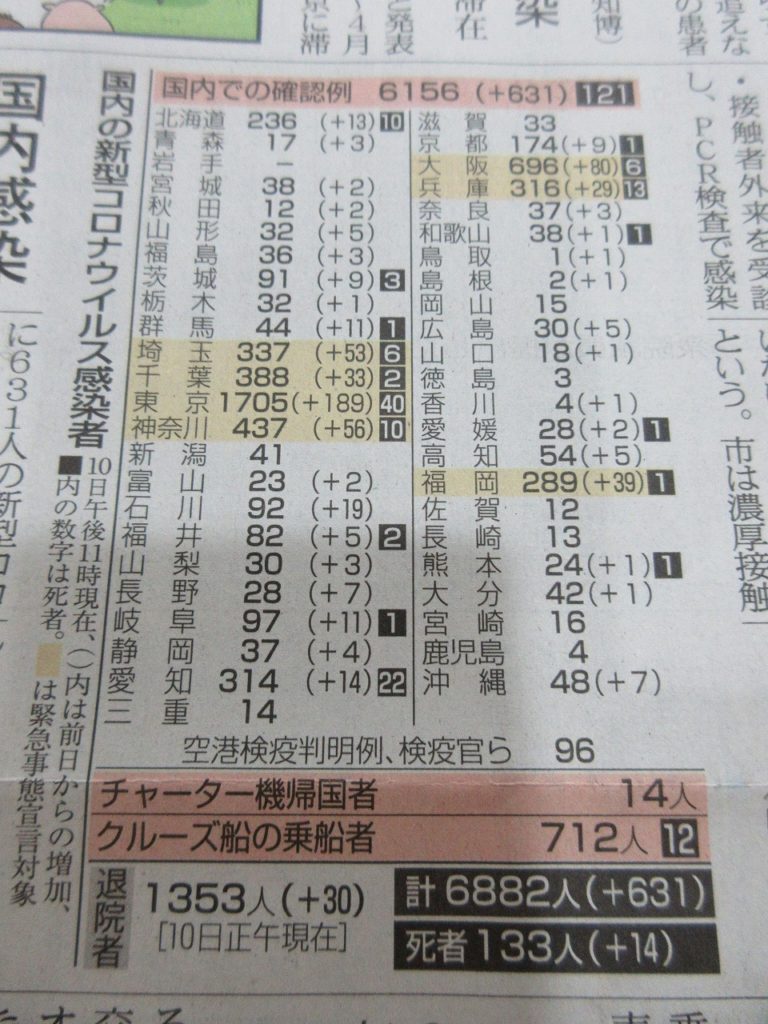 国内での確認例 6156 (+631) 121
北海道 236 (+13) 10
青森 17 (+3)
岩手 −
宮城 38 (+2)
秋田 12 (+2)
山形 32 (+5)
福島 36 (+3)
茨城 91 (+9) 3
栃木 32 (+1)
群馬 44 (+11) 1
埼玉 337 (+53) 6
千葉 388 (+33) 2
東京 1705 (+189) 40
神奈川 437 (+56) 10
新潟 41
富山 23 (+2)
石川 92 (+19)
福井 82 (+5) 2
山梨 30 (+3)
長野 28 (+7)
岐阜 97 (+11) 1
静岡 37 (+4)
愛知 314 (+14) 22
三重 14
滋賀 33
京都 174 (+9) 1
大阪 696 (+80) 6
兵庫 316 (+29) 13
奈良 37 (+3)
和歌山 38 (+1) 1
鳥取 1 (+1)
島根 2 (+1)
岡山 15
広島 30 (+5)
山口 18 (+1)
徳島 3
香川 4 (+1)
愛媛 28 (+2) 1
高知 54 (+5)
福岡 289 (+39) 1
佐賀 12
長崎 13
熊本 24 (+1) 1
大分 42 (+1)
宮崎 16
鹿児島 4
沖縄 48 (+7)
空港検疫判明例、検疫官ら 96
チャーター機帰国者 14人
クルーズ船の乗船者 712人 12
退院者 1353人(+30)
[10日正午現在]
計6882人(+631)
死者133人(+14)
国内の新型コロナウイルス感染者
10日午後11時現在、()内は前日からの増加、
■内の数字は死者。 は緊急事態宣言対象
国内感染
に631人の新型コロ
・接触者外来を受診
し、PCR検査で感染
という。市は濃厚接触